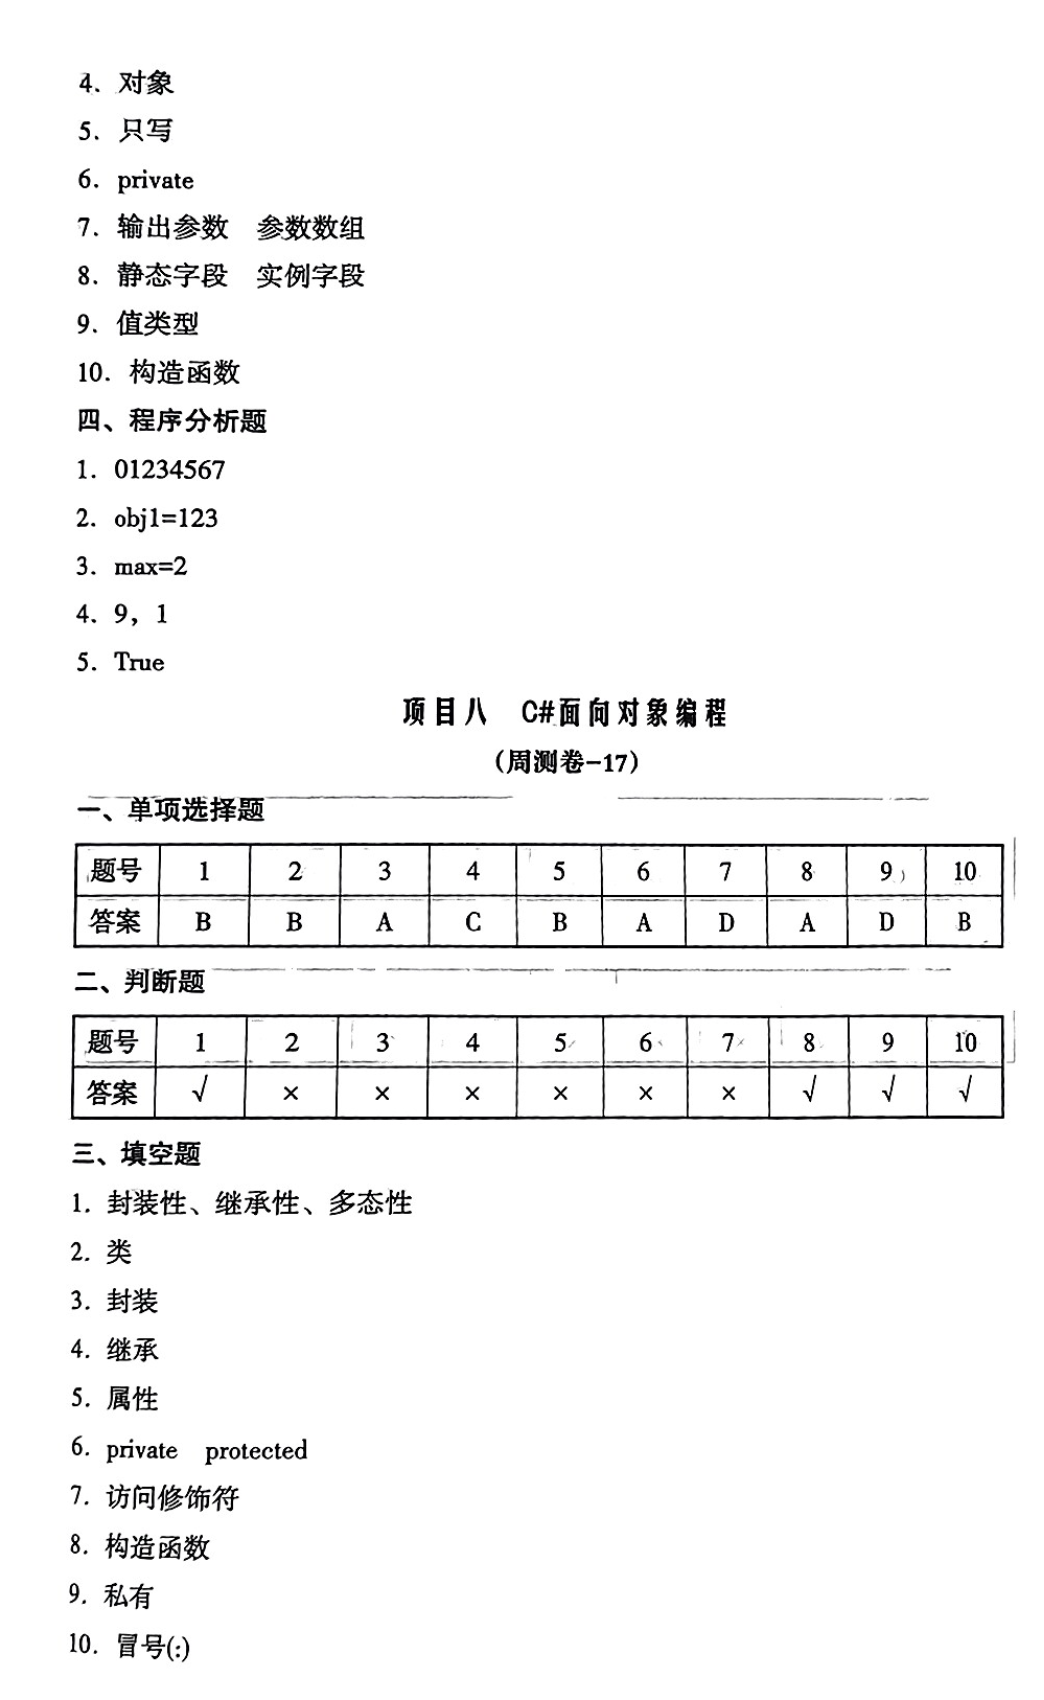 4. 对象
5. 只写
6. private
7. 输出参数 参数数组
8. 静态字段 实例字段
9. 值类型
10. 构造函数
四、程序分析题
1. 01234567
2. obj1=123
3. max=2
4. 9，1
5. True
项目八 C#面向对象编程
（周测卷-17）
一、单项选择题
题号 1 2 3 4 5 6 7 8 9 10
答案 B B A C B A D A D B
二、判断题
题号 1 2 3 4 5 6 7 8 9 10
答案 √ × × × × × × √ √ √
三、填空题
1. 封装性、继承性、多态性
2. 类
3. 封装
4. 继承
5. 属性
6. private protected
7. 访问修饰符
8. 构造函数
9. 私有
10. 冒号(:)